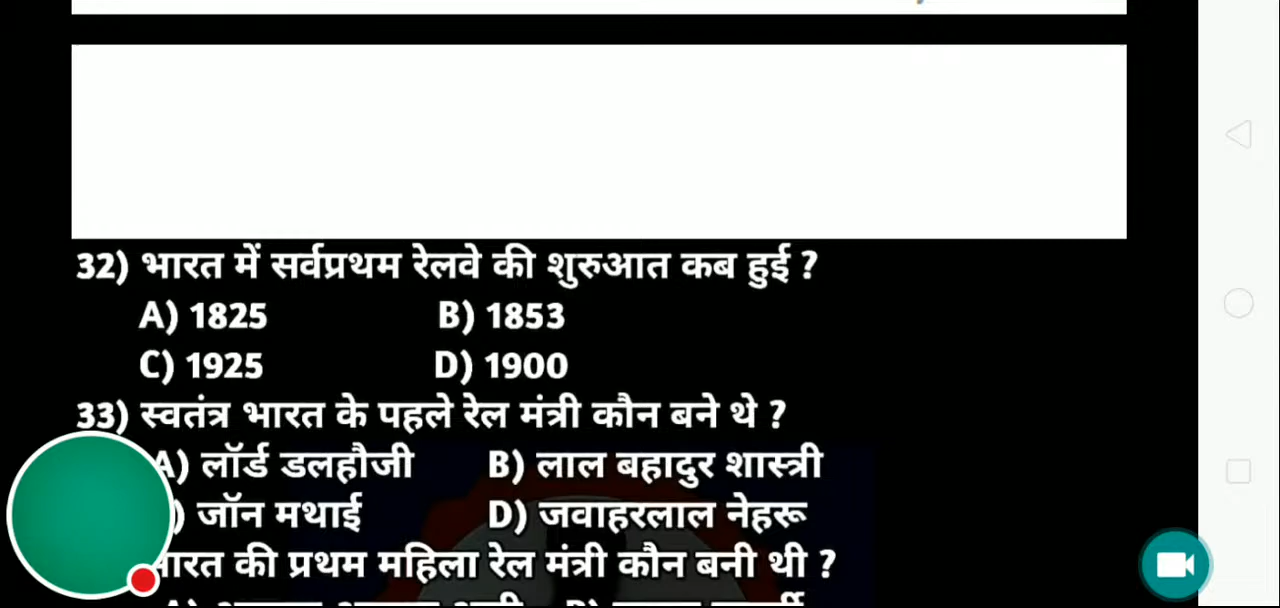 32) भारत में सर्वप्रथम रेलवे की शुरुआत कब हुई ?
A) 1825 B) 1853
C) 1925 D) 1900
33) स्वतंत्र भारत के पहले रेल मंत्री कौन बने थे ?
A) लॉर्ड डलहौजी B) लाल बहादुर शास्त्री
) जॉन मथाई D) जवाहरलाल नेहरू
भारत की प्रथम महिला रेल मंत्री कौन बनी थी ?